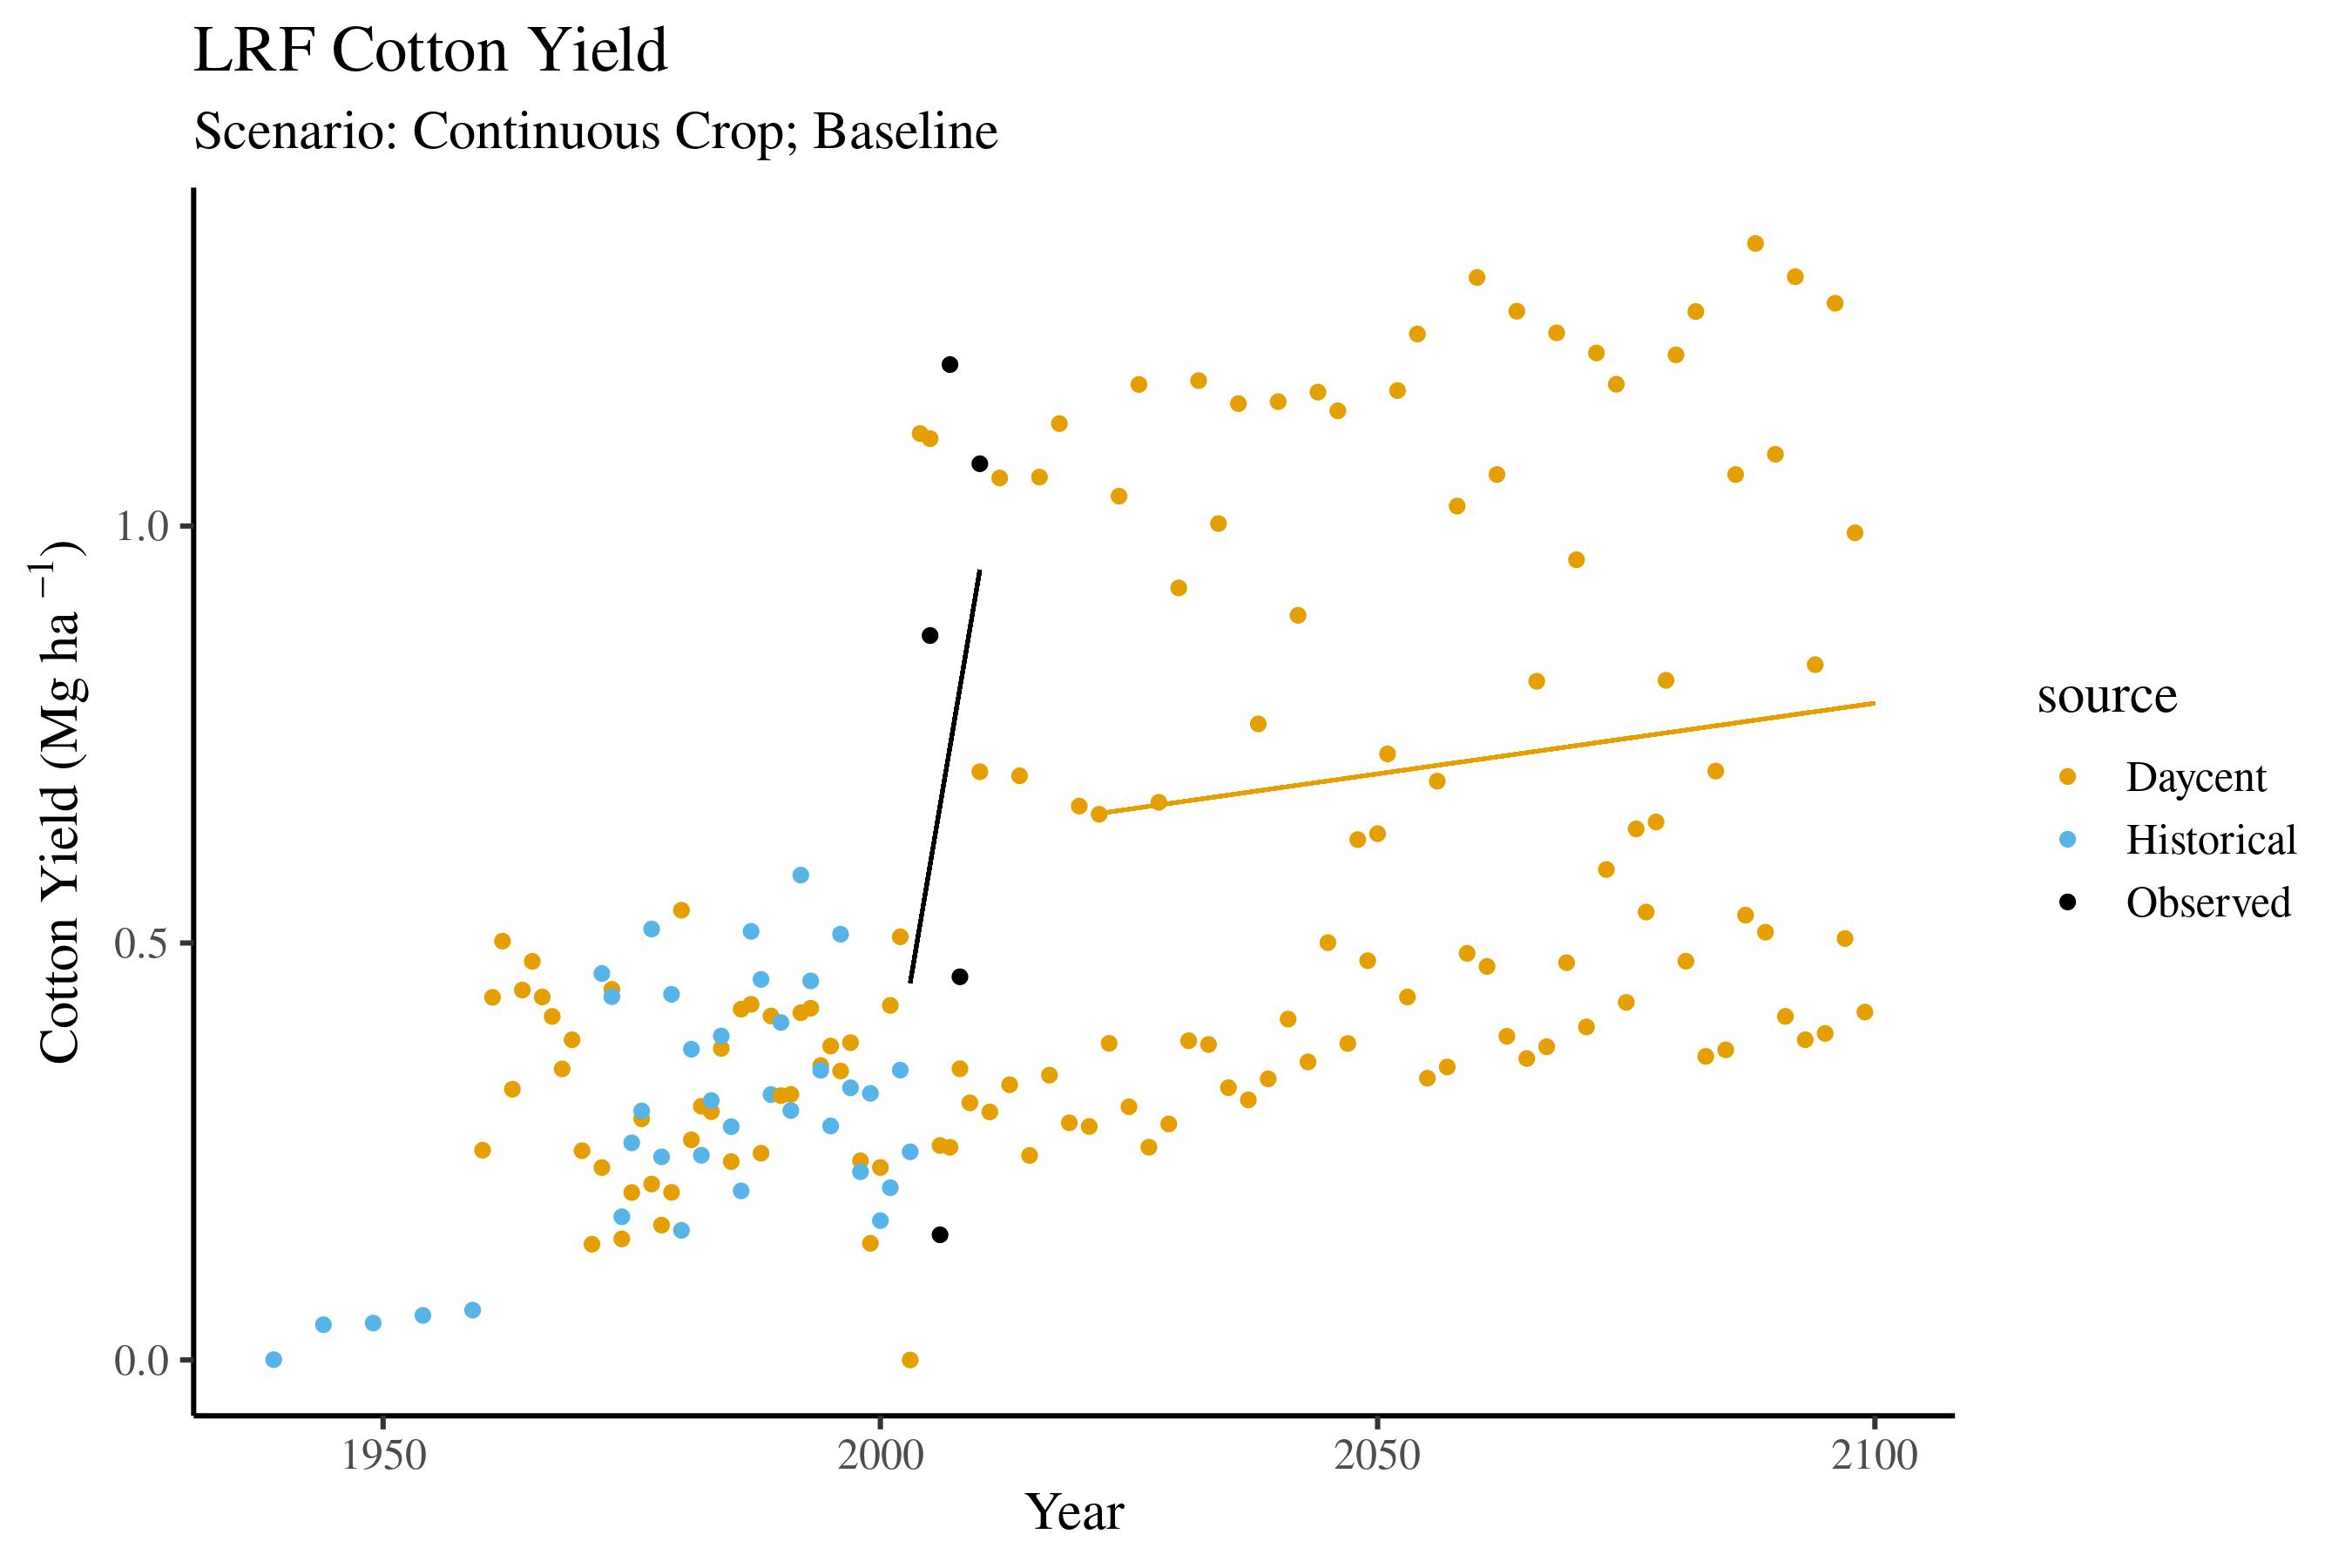 LRF Cotton Yield
Scenario: Continuous Crop; Baseline
Cotton Yield (Mg ha −1)
1.0
0.5
0.0
1950 2000 2050 2100
Year
source
Daycent
Historical
Observed